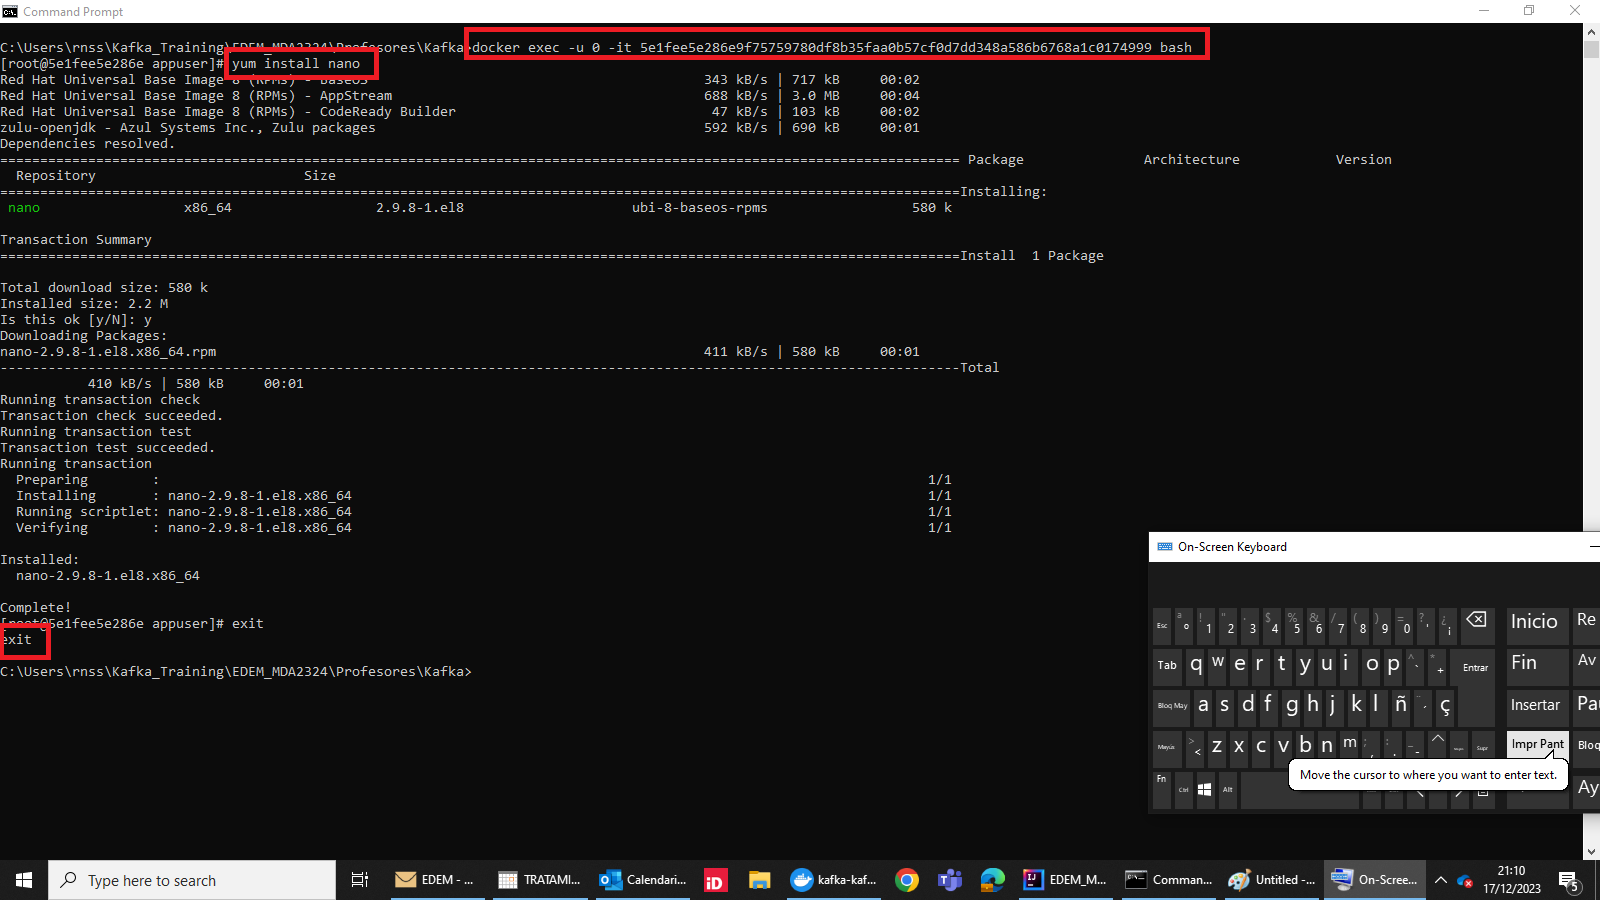 Command Prompt
C:\Users\rnss\Kafka_Training\EDEM_MDA2324\Profesores\Kafka>docker exec -u 0 -it 5e1fee5e286e9f75759780df8b35faa0b57cf0d7dd348a586b6768a1c0174999 bash
[root@5e1fee5e286e appuser]# yum install nano
Red Hat Universal Base Image 8 (RPMs) - BaseOS 343 kB/s | 717 kB 00:02
Red Hat Universal Base Image 8 (RPMs) - AppStream 688 kB/s | 3.0 MB 00:04
Red Hat Universal Base Image 8 (RPMs) - CodeReady Builder 47 kB/s | 103 kB 00:02
zulu-openjdk - Azul Systems Inc., Zulu packages 592 kB/s | 690 kB 00:01
Dependencies resolved.
======================================================================================================================== Package Architecture Version
Repository Size
========================================================================================================================Installing:
nano x86_64 2.9.8-1.el8 ubi-8-baseos-rpms 580 k
Transaction Summary
========================================================================================================================Install 1 Package
Total download size: 580 k
Installed size: 2.2 M
Is this ok [y/N]: y
Downloading Packages:
nano-2.9.8-1.el8.x86_64.rpm 411 kB/s | 580 kB 00:01
------------------------------------------------------------------------------------------------------------------------Total
410 kB/s | 580 kB 00:01
Running transaction check
Transaction check succeeded.
Running transaction test
Transaction test succeeded.
Running transaction
Preparing : 1/1
Installing : nano-2.9.8-1.el8.x86_64 1/1
Running scriptlet: nano-2.9.8-1.el8.x86_64 1/1
Verifying : nano-2.9.8-1.el8.x86_64 1/1
Installed:
nano-2.9.8-1.el8.x86_64
Complete!
[root@5e1fee5e286e appuser]# exit
exit
C:\Users\rnss\Kafka_Training\EDEM_MDA2324\Profesores\Kafka>
On-Screen Keyboard
Esc ª º ! 1 " 2 · 3 $ 4 % 5 & 6 / 7 ( 8 ) 9 = 0 ? ' ¿ ¡ Inicio Re
Tab q w e r t y u i o p ^ ` * + Entrar Fin Av
Bloq May a s d f g h j k l ñ ¨ ´ ç Insertar Pau
Mayús > < z x c v b n m ; , : . _ - ^ Supr Impr Pant Bloq
Fn Ctrl Alt Ay
Move the cursor to where you want to enter text.
Type here to search
EDEM - ...
TRATAMI...
Calendari...
iD
kafka-kaf...
EDEM_M...
Comman...
Untitled -...
On-Scree...
21:10
17/12/2023
5